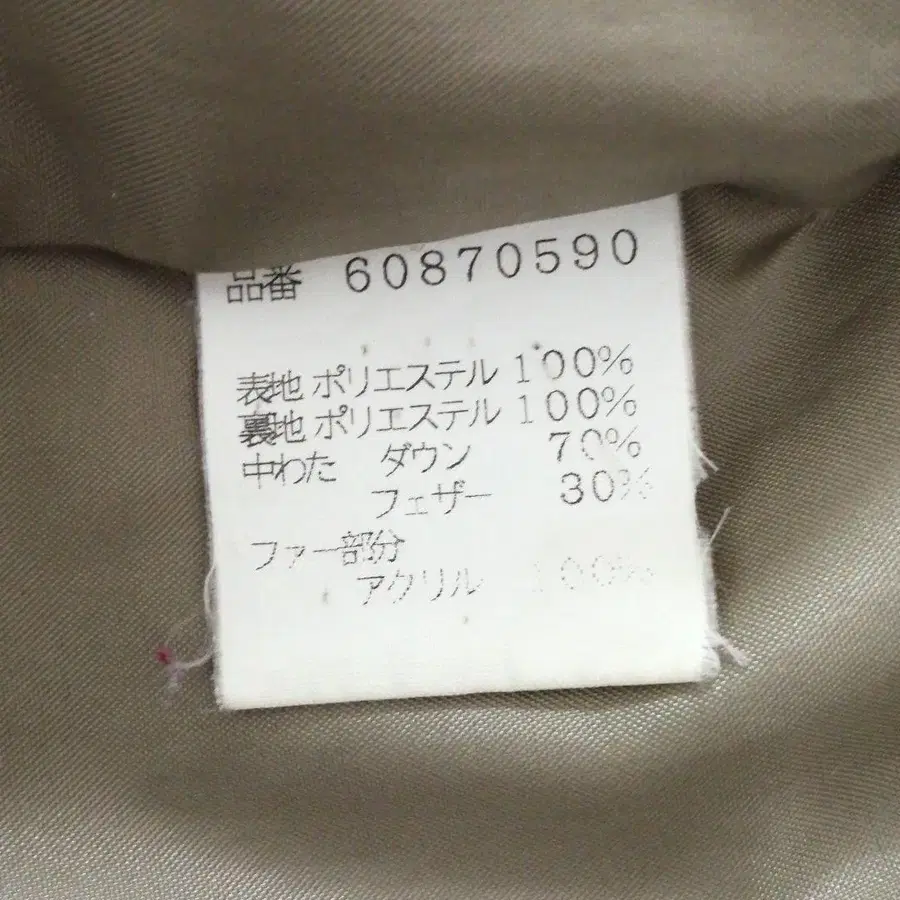 品番 60870590
表地 ポリエステル 100%
裏地 ポリエステル 100%
中わた ダウン 70%
フェザー 30%
ファー部分
アクリル 100%